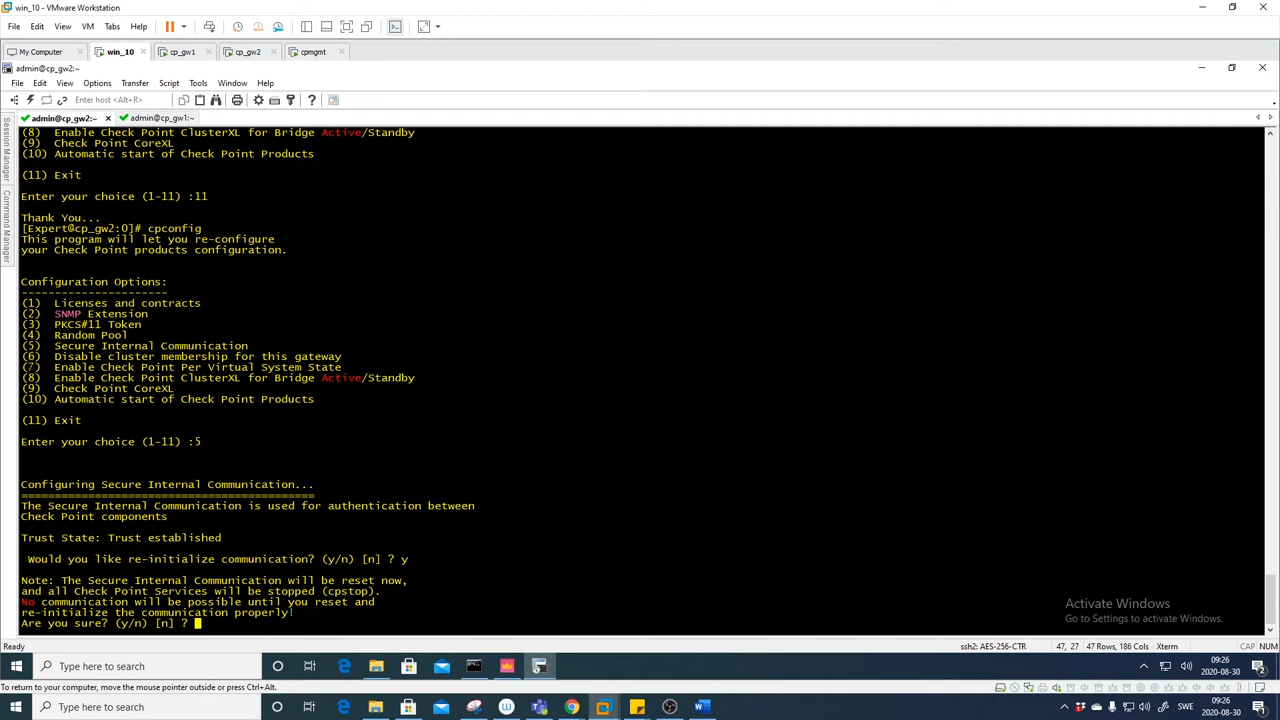 win_10 - VMware Workstation
File Edit View VM Tabs Help
My Computer win_10 cp_gw1 cp_gw2 cpmgmt
admin@cp_gw2:~
File Edit View Options Transfer Script Tools Window Help
Enter host <Alt+R>
admin@cp_gw2:~ admin@cp_gw1:~
Session Manager
Command Manager
(8) Enable Check Point ClusterXL for Bridge Active/Standby
(9) Check Point CoreXL
(10) Automatic start of Check Point Products
(11) Exit
Enter your choice (1-11) :11
Thank You...
[Expert@cp_gw2:0]# cpconfig
This program will let you re-configure
your Check Point products configuration.
Configuration Options:
----------------------
(1) Licenses and contracts
(2) SNMP Extension
(3) PKCS#11 Token
(4) Random Pool
(5) Secure Internal Communication
(6) Disable cluster membership for this gateway
(7) Enable Check Point Per Virtual System State
(8) Enable Check Point ClusterXL for Bridge Active/Standby
(9) Check Point CoreXL
(10) Automatic start of Check Point Products
(11) Exit
Enter your choice (1-11) :5
Configuring Secure Internal Communication...
============================================
The Secure Internal Communication is used for authentication between
Check Point components
Trust State: Trust established
Would you like re-initialize communication? (y/n) [n] ? y
Note: The Secure Internal Communication will be reset now,
and all Check Point Services will be stopped (cpstop).
No communication will be possible until you reset and
re-initialize the communication properly!
Are you sure? (y/n) [n] ?
Activate Windows
Go to Settings to activate Windows.
Ready ssh2: AES-256-CTR 47, 27 47 Rows, 186 Cols Xterm CAP NUM
Type here to search 09:26
2020-08-30
To return to your computer, move the mouse pointer outside or press Ctrl+Alt.
Type here to search SWE 09:26
2020-08-30